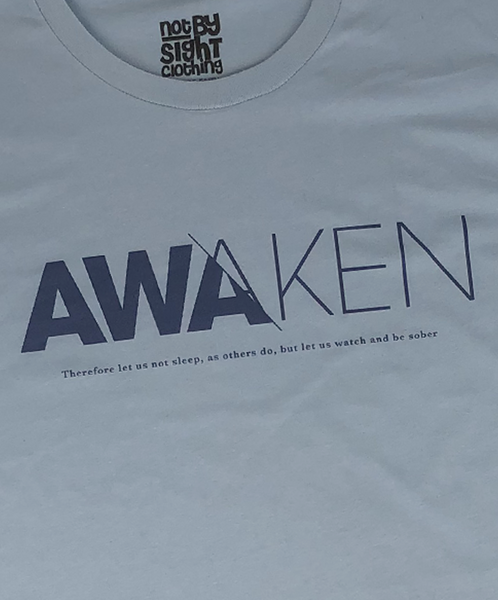 not By
Sight
clothing
AWAKEN
Therefore let us not sleep, as others do, but let us watch and be sober